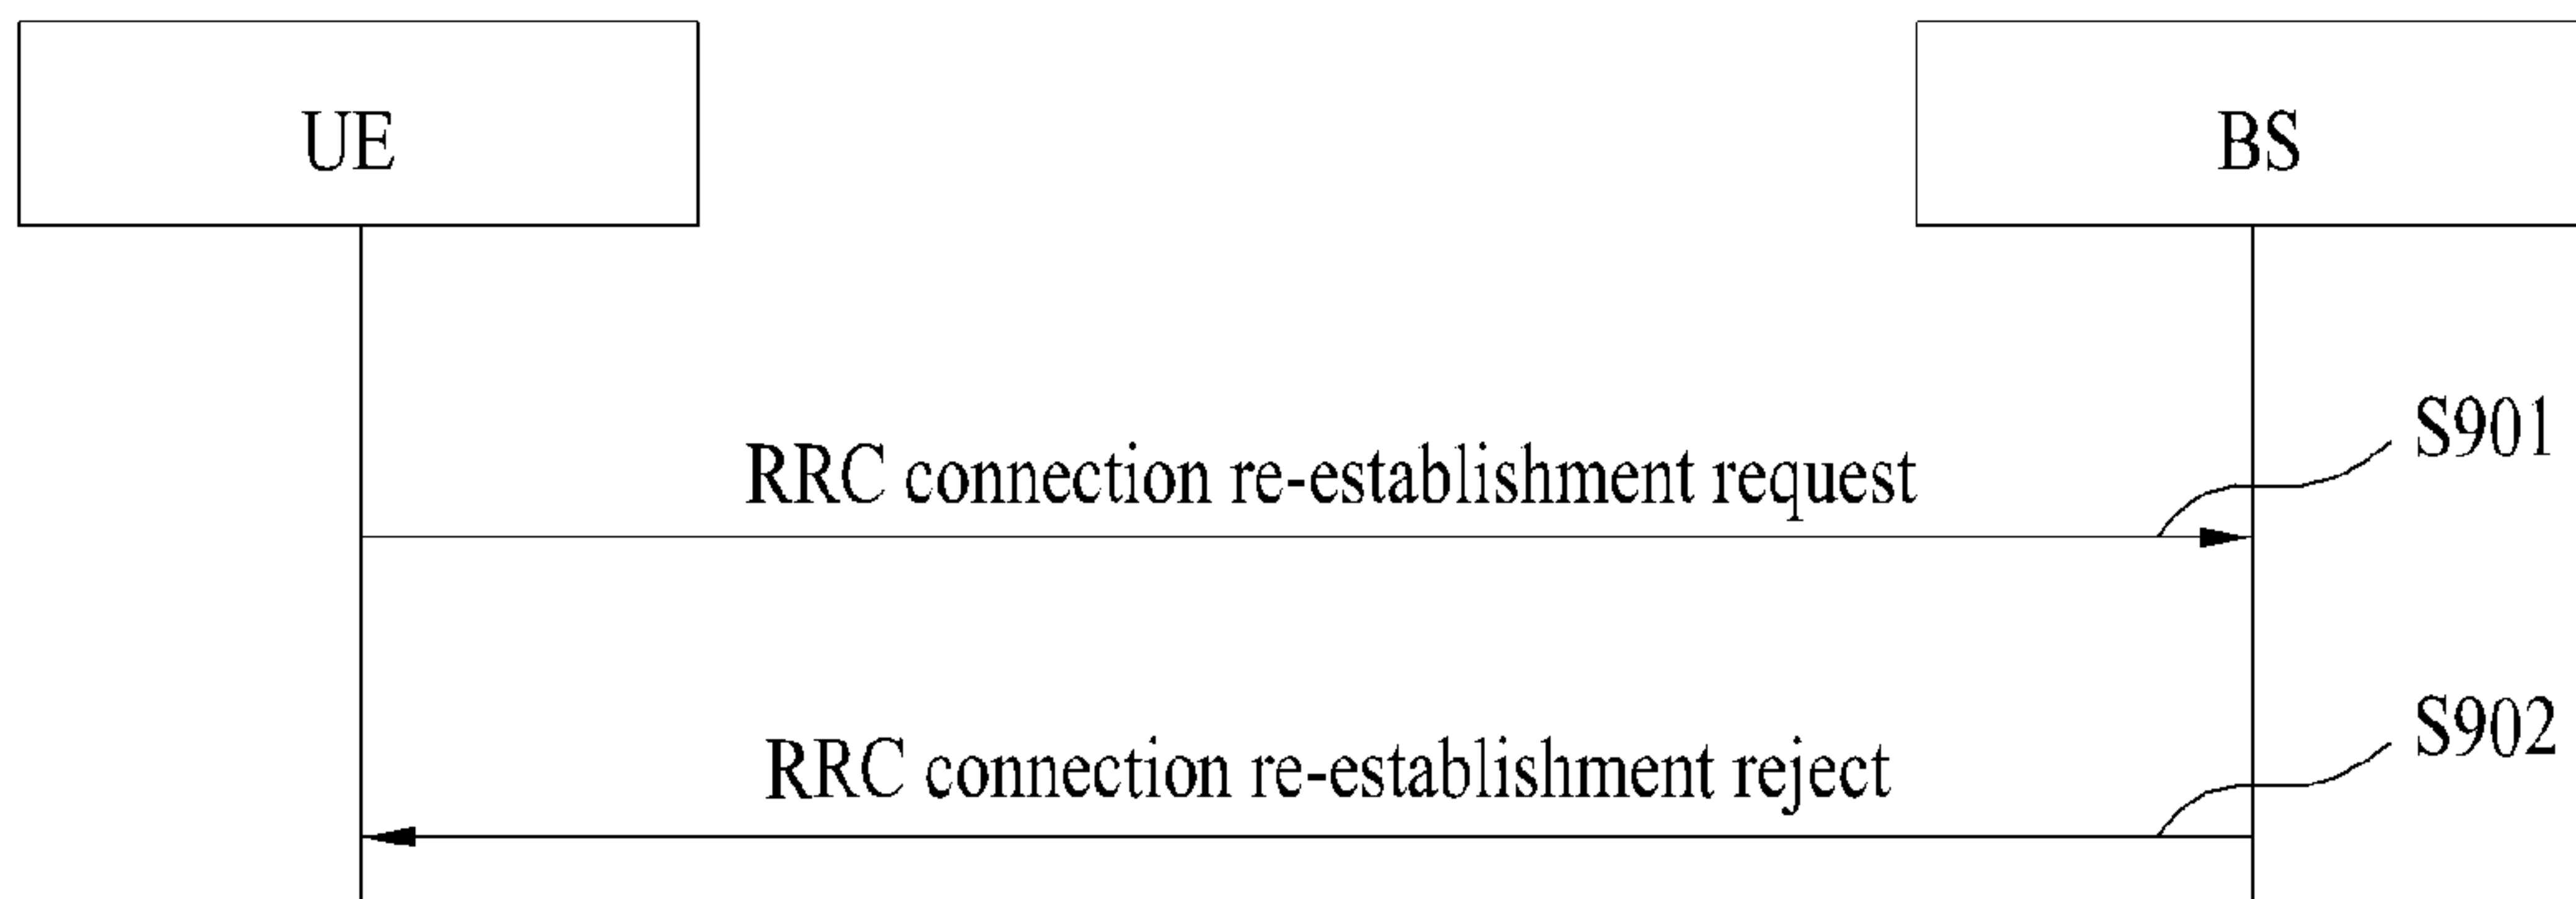 UE
BS
S901
RRC connection re-establishment request
S902
RRC connection re-establishment reject